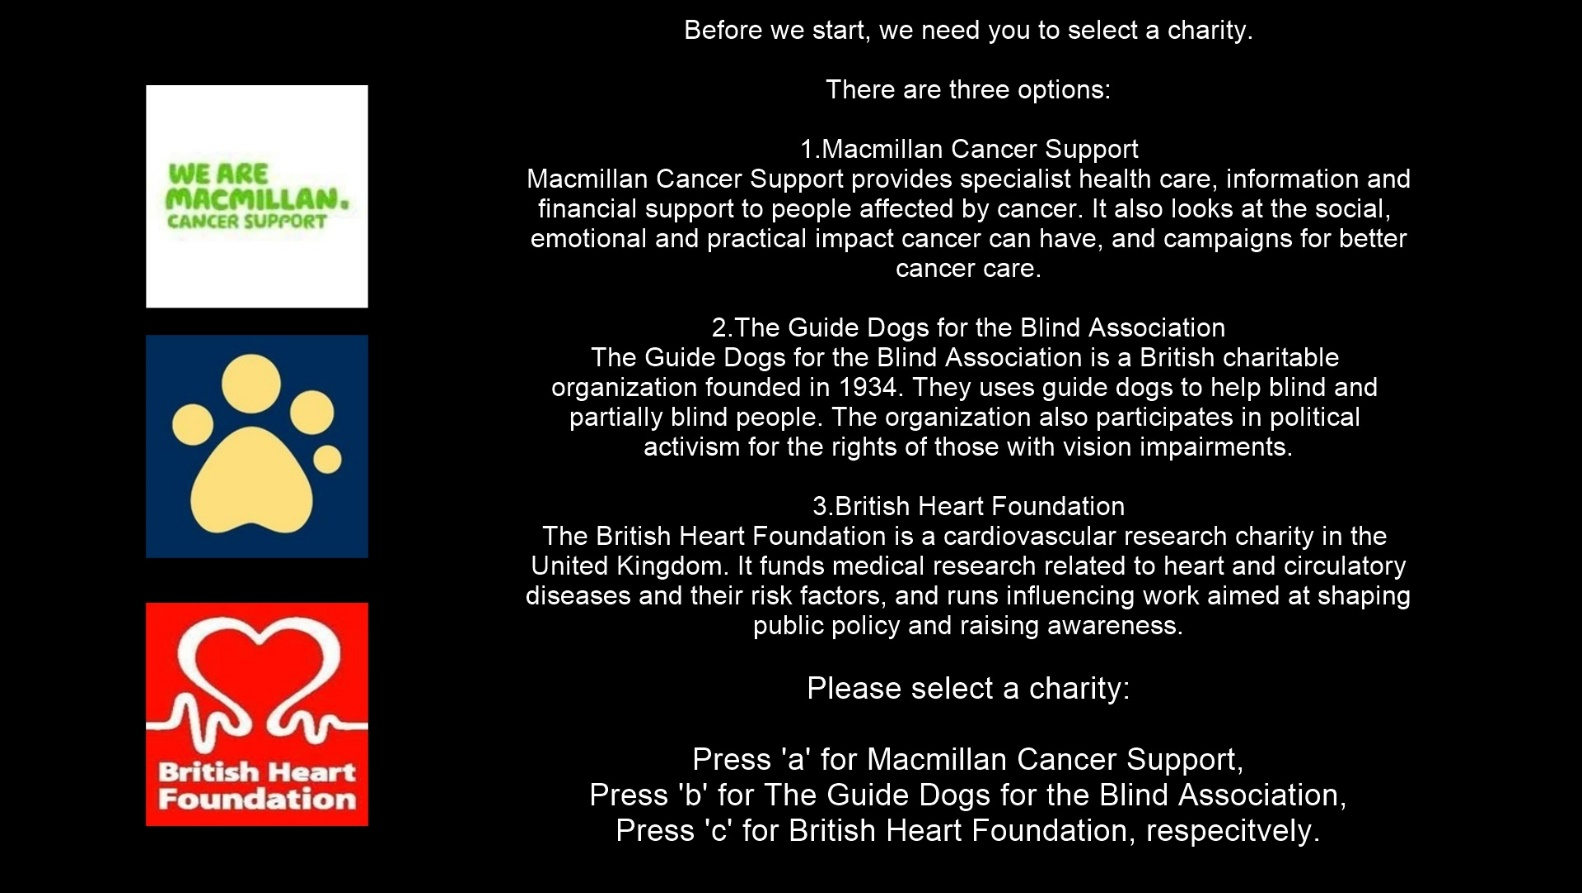 Before we start, we need you to select a charity.
There are three options:
WE ARE
MACMILLAN.
CANCER SUPPORT
1.Macmillan Cancer Support
Macmillan Cancer Support provides specialist health care, information and
financial support to people affected by cancer. It also looks at the social,
emotional and practical impact cancer can have, and campaigns for better
cancer care.
2.The Guide Dogs for the Blind Association
The Guide Dogs for the Blind Association is a British charitable
organization founded in 1934. They uses guide dogs to help blind and
partially blind people. The organization also participates in political
activism for the rights of those with vision impairments.
3.British Heart Foundation
The British Heart Foundation is a cardiovascular research charity in the
United Kingdom. It funds medical research related to heart and circulatory
diseases and their risk factors, and runs influencing work aimed at shaping
public policy and raising awareness.
British Heart
Foundation
Please select a charity:
Press 'a' for Macmillan Cancer Support,
Press 'b' for The Guide Dogs for the Blind Association,
Press 'c' for British Heart Foundation, respecitvely.